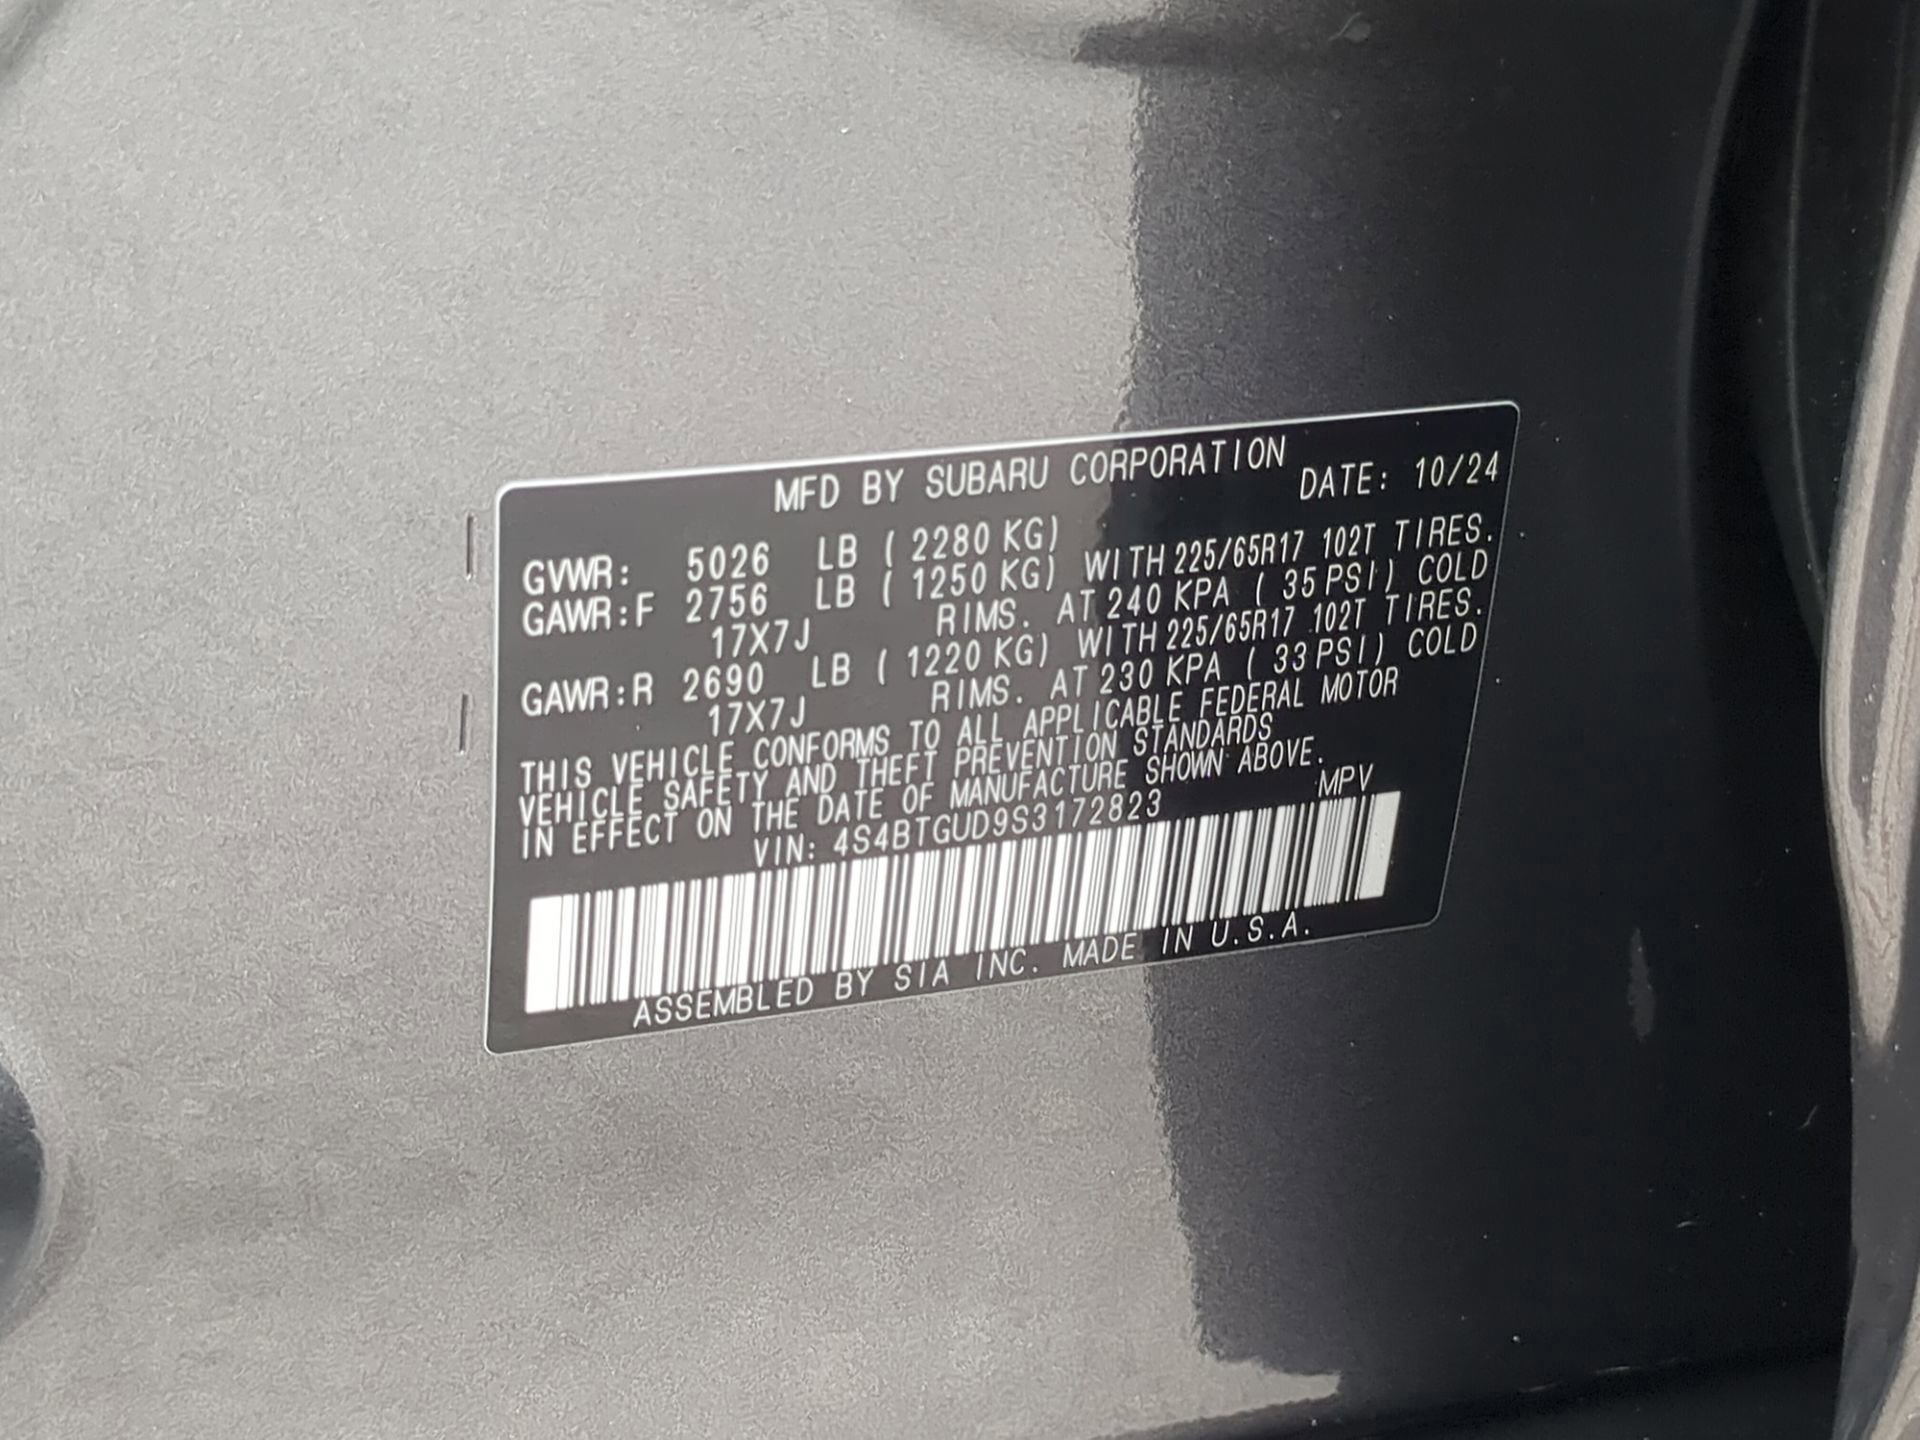 MFD BY SUBARU CORPORATION DATE: 10/24
GVWR: 5026 LB ( 2280 KG)
GAWR:F 2756 LB ( 1250 KG) WITH 225/65R17 102T TIRES.
17X7J RIMS. AT 240 KPA ( 35 PSI) COLD
GAWR:R 2690 LB ( 1220 KG) WITH 225/65R17 102T TIRES.
17X7J RIMS. AT 230 KPA ( 33 PSI) COLD
THIS VEHICLE CONFORMS TO ALL APPLICABLE FEDERAL MOTOR
VEHICLE SAFETY AND THEFT PREVENTION STANDARDS
IN EFFECT ON THE DATE OF MANUFACTURE SHOWN ABOVE.
VIN: 4S4BTGUD9S3172823 MPV
ASSEMBLED BY SIA INC. MADE IN U.S.A.